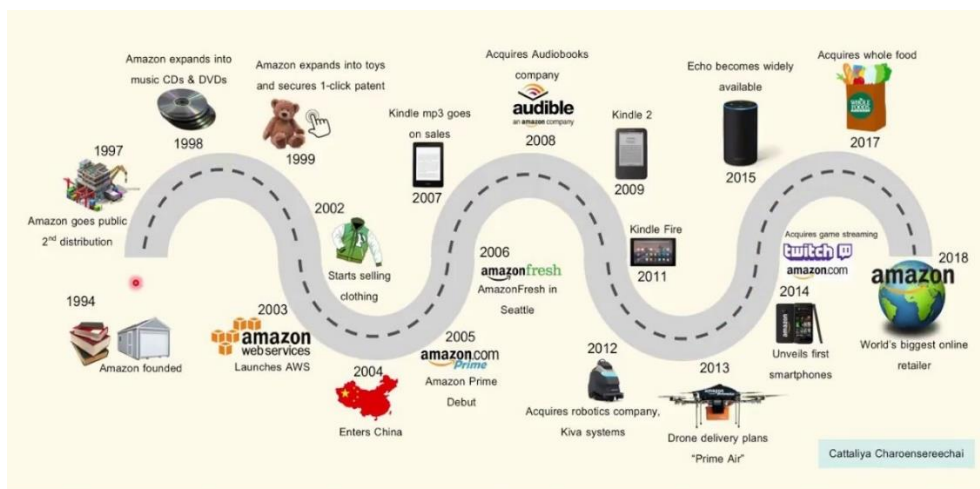 1994
Amazon founded
1997
Amazon goes public
2nd distribution
Amazon expands into
music CDs & DVDs
1998
Amazon expands into toys
and secures 1-click patent
1999
2002
Starts selling
clothing
2003
amazon
webservices
Launches AWS
2004
Enters China
2005
amazon.com
Prime
Amazon Prime
Debut
2006
amazonfresh
AmazonFresh in
Seattle
Kindle mp3 goes
on sales
2007
Acquires Audiobooks
company
audible
an amazon company
2008
Kindle 2
2009
Kindle Fire
2011
2012
Acquires robotics company,
Kiva systems
2013
Drone delivery plans
“Prime Air”
Acquires game streaming
twitch
amazon.com
2014
Unveils first
smartphones
Echo becomes widely
available
2015
Acquires whole food
WHOLE
FOODS
2017
2018
amazon
World's biggest online
retailer
Cattaliya Charoensereechai